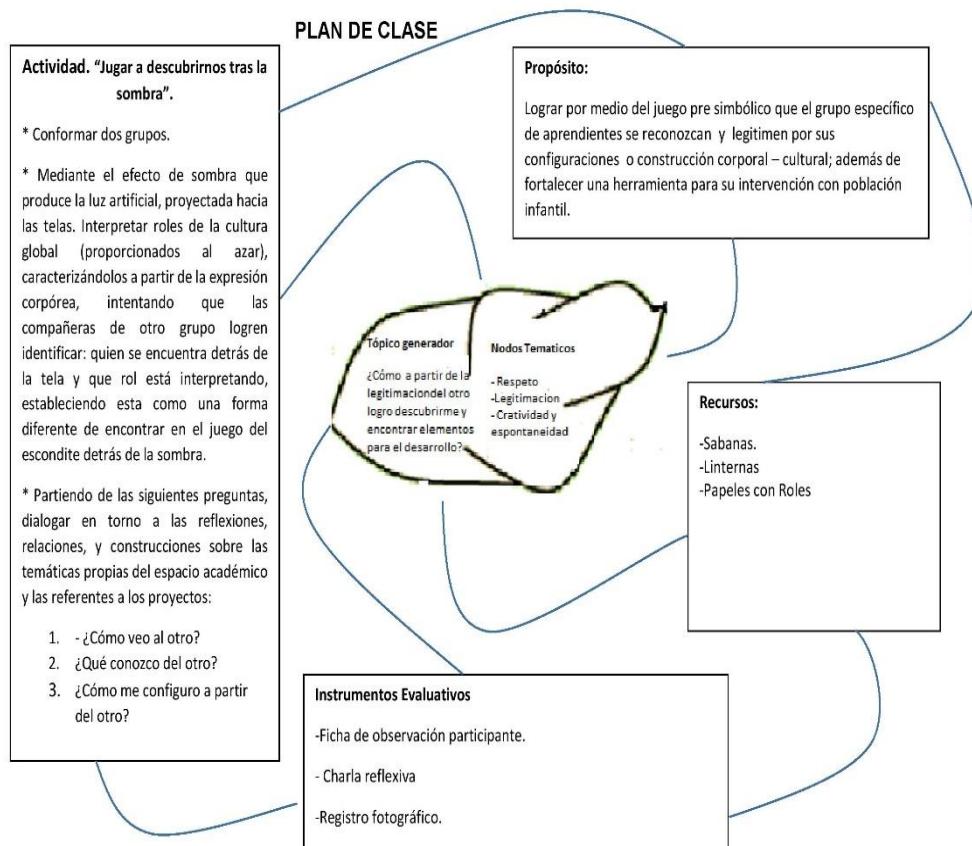 PLAN DE CLASE
Actividad. “Jugar a descubrirnos tras la
sombra”.
* Conformar dos grupos.
* Mediante el efecto de sombra que
produce la luz artificial, proyectada hacia
las telas. Interpretar roles de la cultura
global (proporcionados al azar),
caracterizándolos a partir de la expresión
corpórea, intentando que las
compañeras de otro grupo logren
identificar: quien se encuentra detrás de
la tela y que rol está interpretando,
estableciendo esta como una forma
diferente de encontrar en el juego del
escondite detrás de la sombra.
* Partiendo de las siguientes preguntas,
dialogar en torno a las reflexiones,
relaciones, y construcciones sobre las
temáticas propias del espacio académico
y las referentes a los proyectos:
1. - ¿Cómo veo al otro?
2. ¿Qué conozco del otro?
3. ¿Cómo me configuro a partir
del otro?
Propósito:
Lograr por medio del juego pre simbólico que el grupo específico
de aprendientes se reconozcan y legitimen por sus
configuraciones o construcción corporal – cultural; además de
fortalecer una herramienta para su intervención con población
infantil.
Tópico generador
¿Cómo a partir de la
legitimaciondel otro
logro descubrirme y
encontrar elementos
para el desarrollo?
Nodos Tematicos
- Respeto
-Legitimacion
- Cratividad y
espontaneidad
Recursos:
-Sabanas.
-Linternas
-Papeles con Roles
Instrumentos Evaluativos
-Ficha de observación participante.
- Charla reflexiva
-Registro fotográfico.